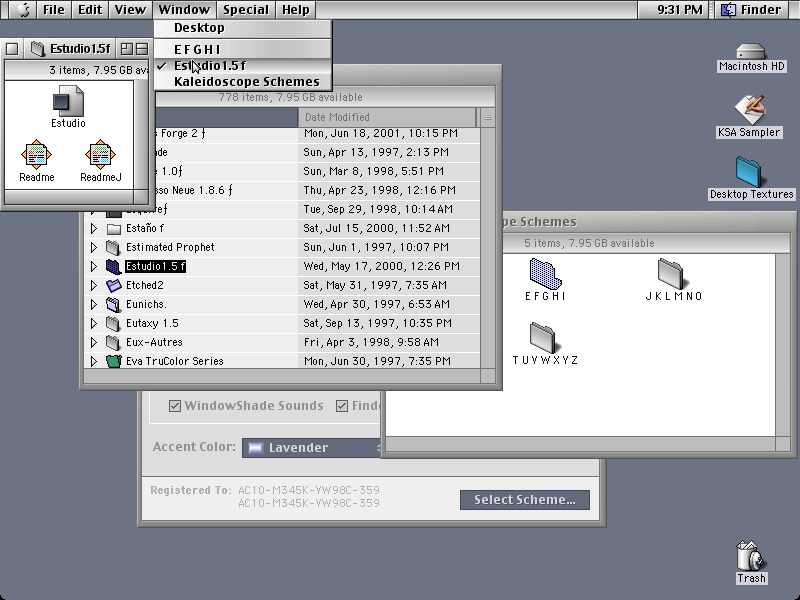 File Edit View Window Special Help 9:31 PM Finder
Desktop
E F G H I
Estudio1.5f
Kaleidoscope Schemes
Estudio1.5f
3 items, 7.95 GB ava
Estudio
Readme
ReadmeJ
778 items, 7.95 GB available
Date Modified
s Forge 2 ƒ Mon, Jun 18, 2001, 10:15 PM
ade Sun, Apr 13, 1997, 2:13 PM
e 1.0ƒ Sun, Mar 8, 1998, 5:51 PM
sso Neue 1.8.6 ƒ Thu, Apr 23, 1998, 12:16 PM
Tue, Sep 29, 1998, 10:14 AM
Estaño f Sat, Jul 15, 2000, 11:52 AM
Estimated Prophet Sun, Jun 1, 1997, 10:07 PM
Estudio1.5 f Wed, May 17, 2000, 12:26 PM
Etched2 Sat, May 31, 1997, 7:35 AM
Eunichs. Wed, Apr 30, 1997, 6:53 AM
Eutaxy 1.5 Sat, Sep 13, 1997, 10:35 PM
Eux-Autres Fri, Apr 3, 1998, 9:58 AM
Eva TruColor Series Mon, Jun 30, 1997, 7:35 PM
pe Schemes
5 items, 7.95 GB available
E F G H I
J K L M N O
T U V W X Y Z
WindowShade Sounds Finde
Accent Color: Lavender
Registered To: AC10-M345K-YW98C-359
AC10-M345K-YW98C-359
Select Scheme...
Macintosh HD
KSA Sampler
Desktop Textures
Trash